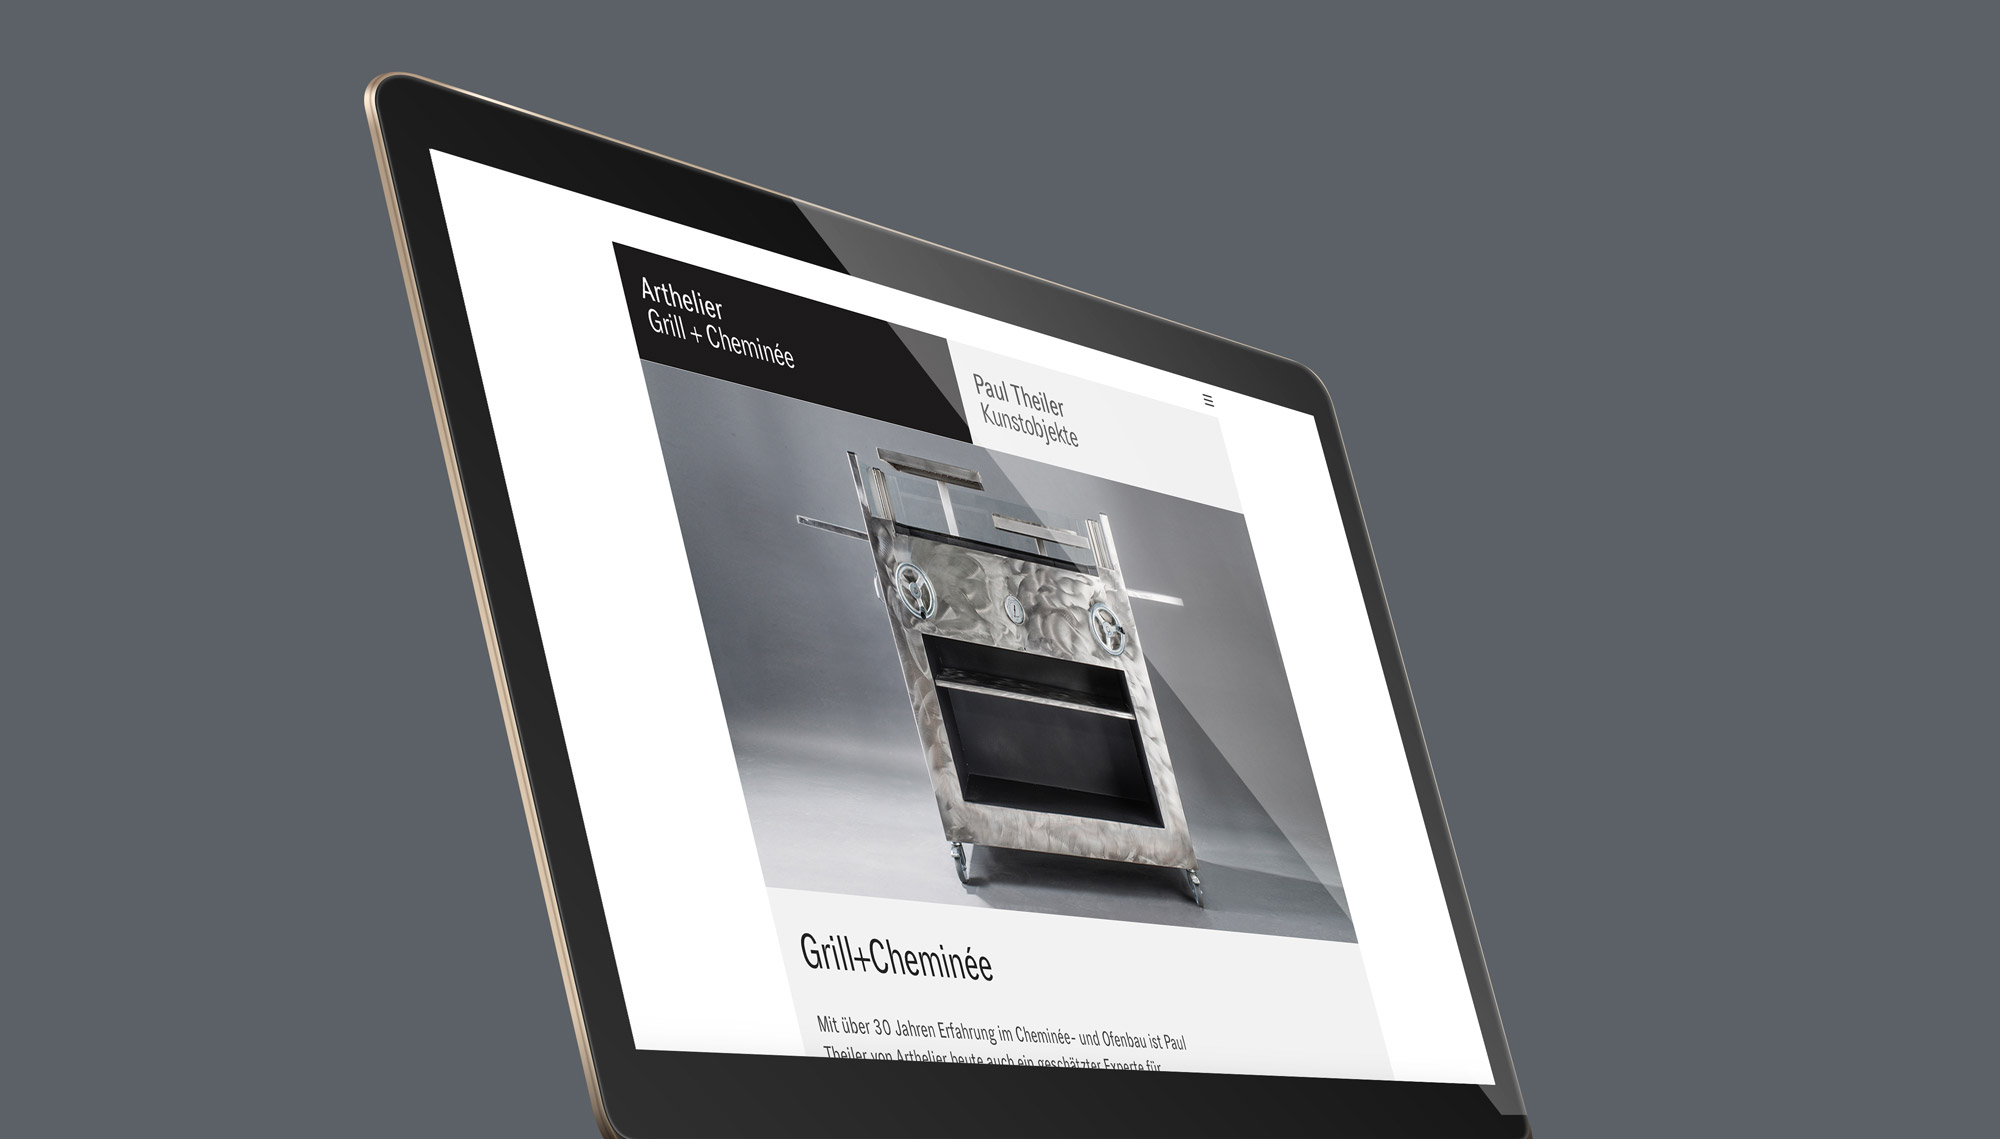 Arthelier
Grill + Cheminée
Paul Theiler
Kunstobjekte
Grill+Cheminée
Mit über 30 Jahren Erfahrung im Cheminée- und Ofenbau ist Paul
Theiler von Arthelier heute auch ein geschätzter Experte für